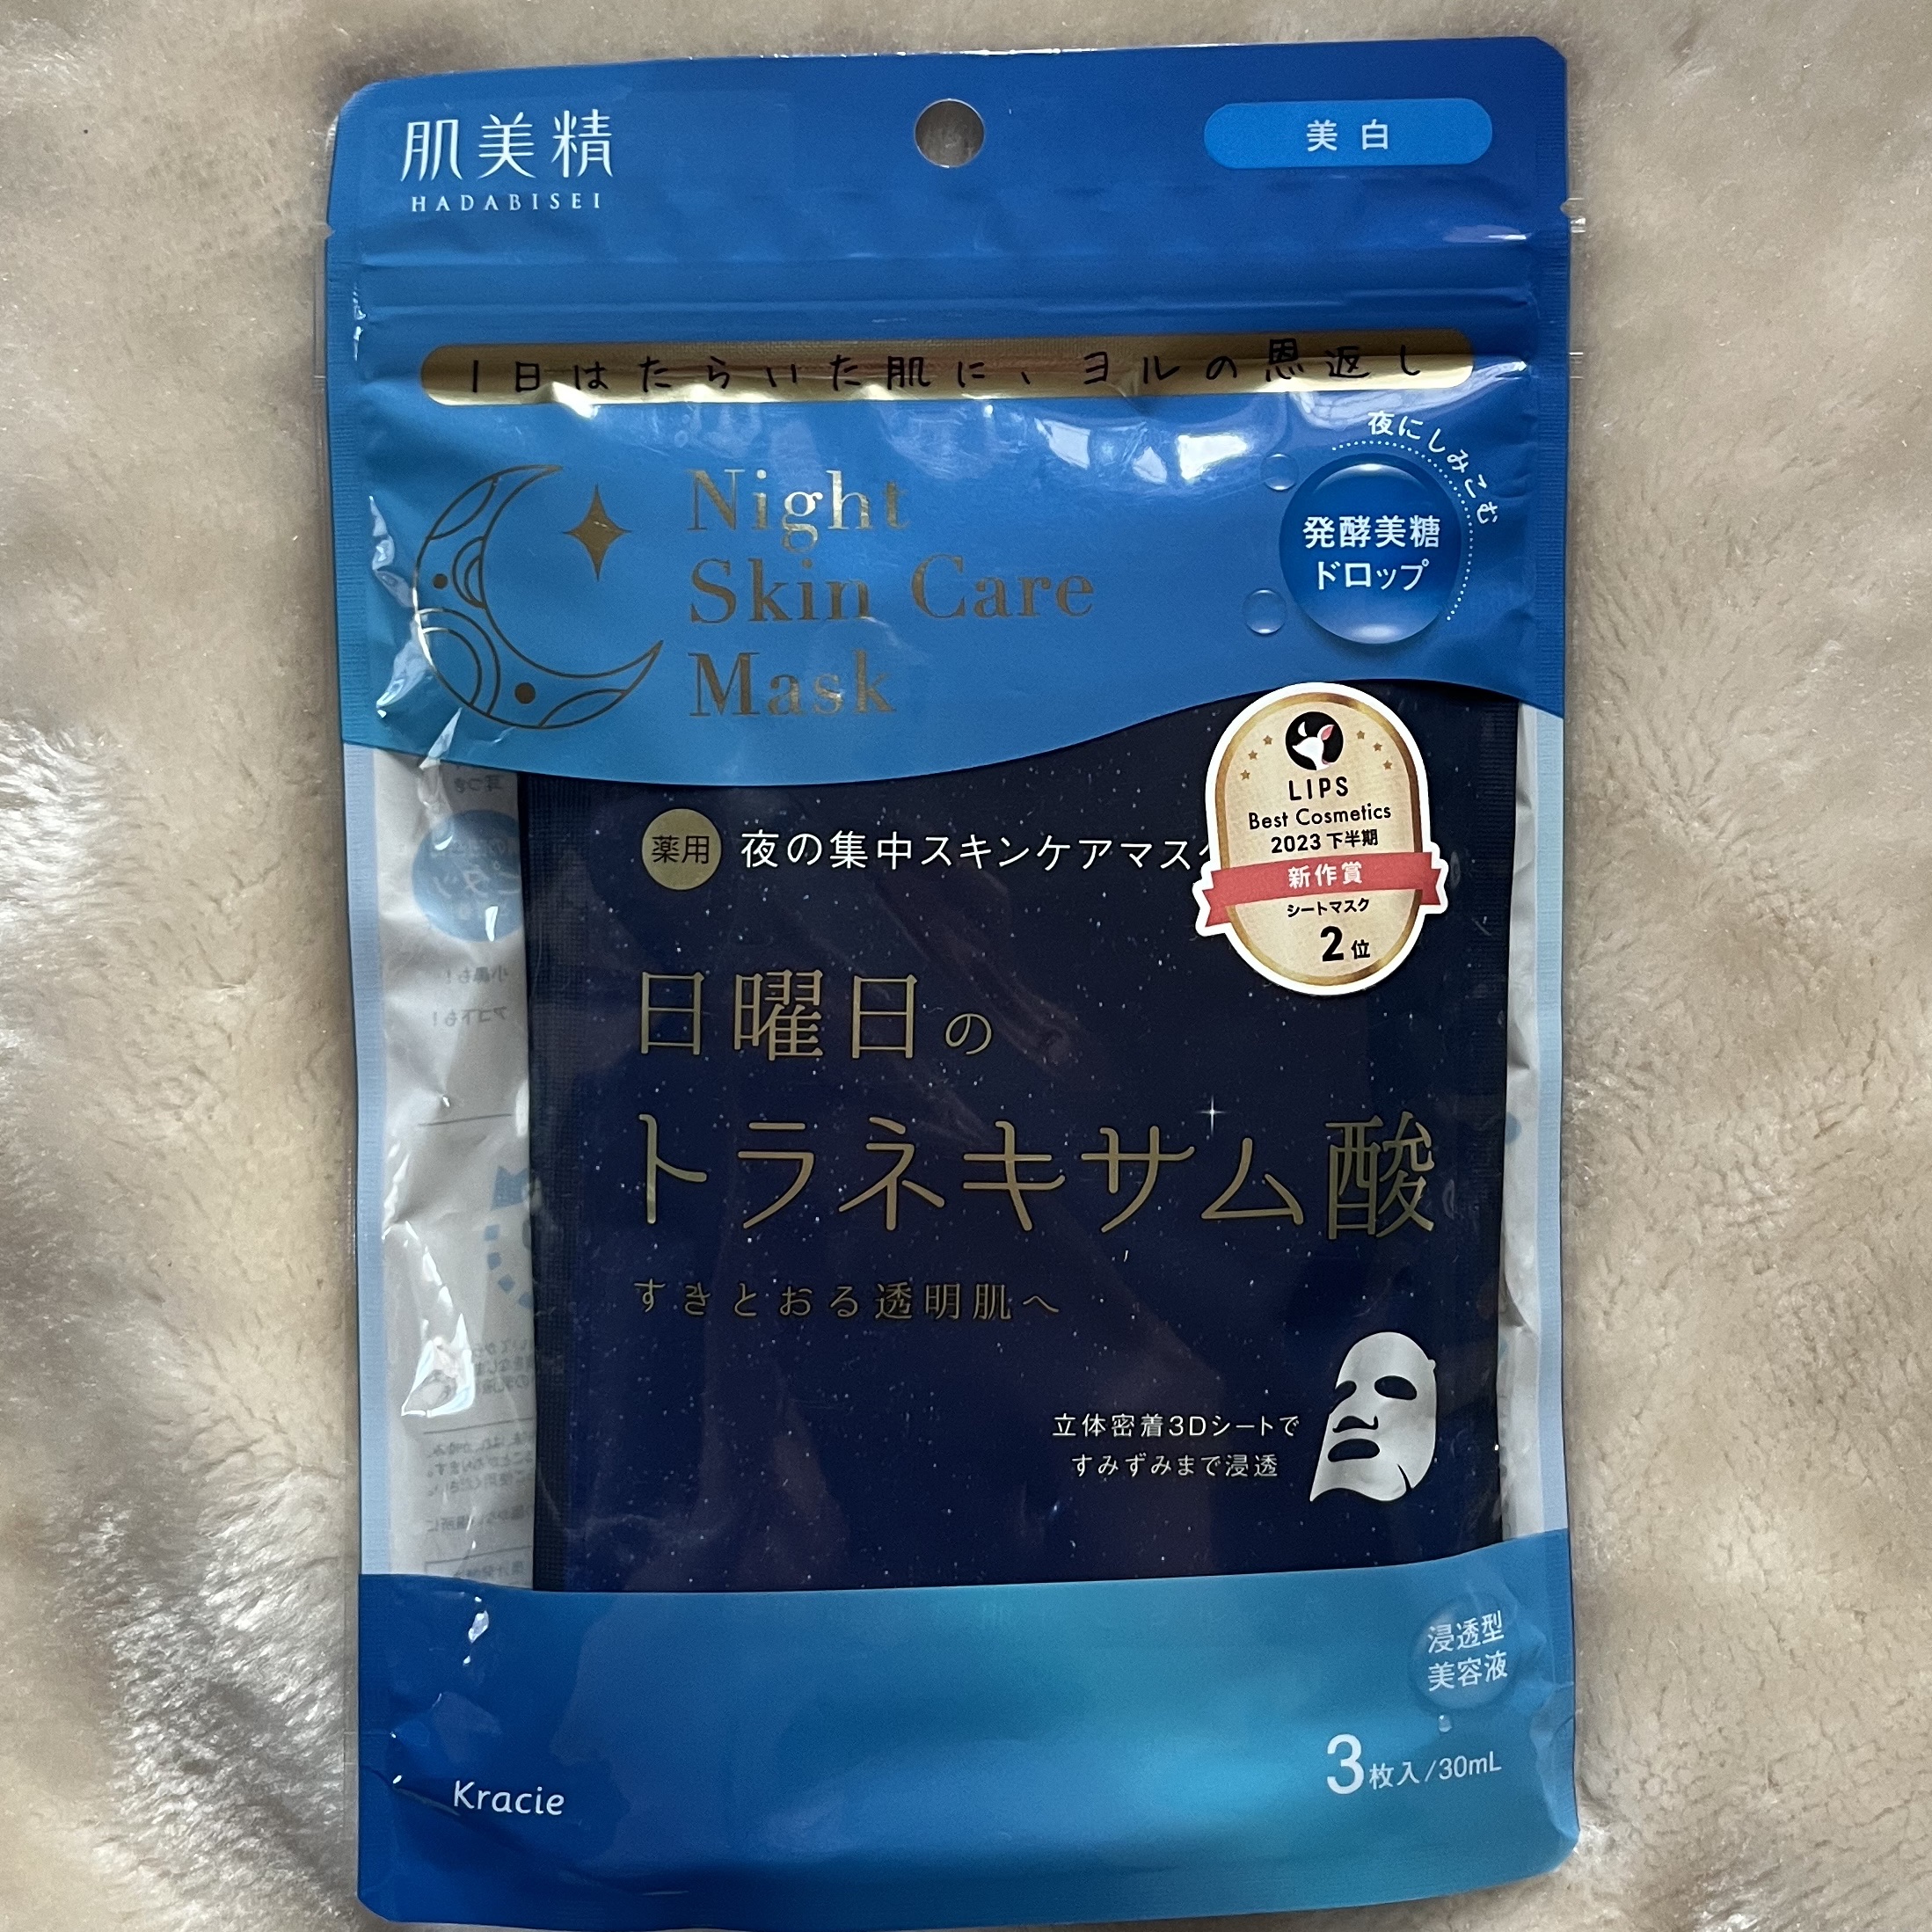 肌美精
HADABISEI
美白
1日はたらいた肌に、ヨルの恩返し
夜にしみこむ
発酵美糖
ドロップ
Night
Skin Care
Mask
LIPS
Best Cosmetics
2023 下半期
新作賞
シートマスク
2位
薬用 夜の集中スキンケアマス
日曜日の
トラネキサム酸
すきとおる透明肌へ
立体密着3Dシートで
すみずみまで浸透
浸透型
美容液
3枚入/30mL
Kracie